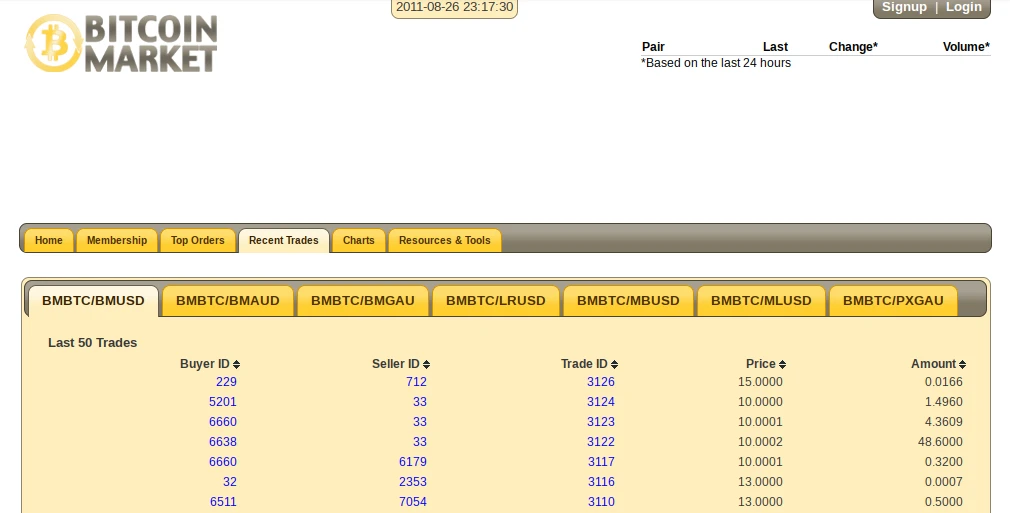 2011-08-26 23:17:30
Signup | Login
BITCOIN
MARKET
Pair Last Change* Volume*
*Based on the last 24 hours
Home Membership Top Orders Recent Trades Charts Resources & Tools
BMBTC/BMUSD BMBTC/BMAUD BMBTC/BMGAU BMBTC/LRUSD BMBTC/MBUSD BMBTC/MLUSD BMBTC/PXGAU
Last 50 Trades
Buyer ID Seller ID Trade ID Price Amount
229 712 3126 15.0000 0.0166
5201 33 3124 10.0000 1.4960
6660 33 3123 10.0001 4.3609
6638 33 3122 10.0002 48.6000
6660 6179 3117 10.0001 0.3200
32 2353 3116 13.0000 0.0007
6511 7054 3110 13.0000 0.5000